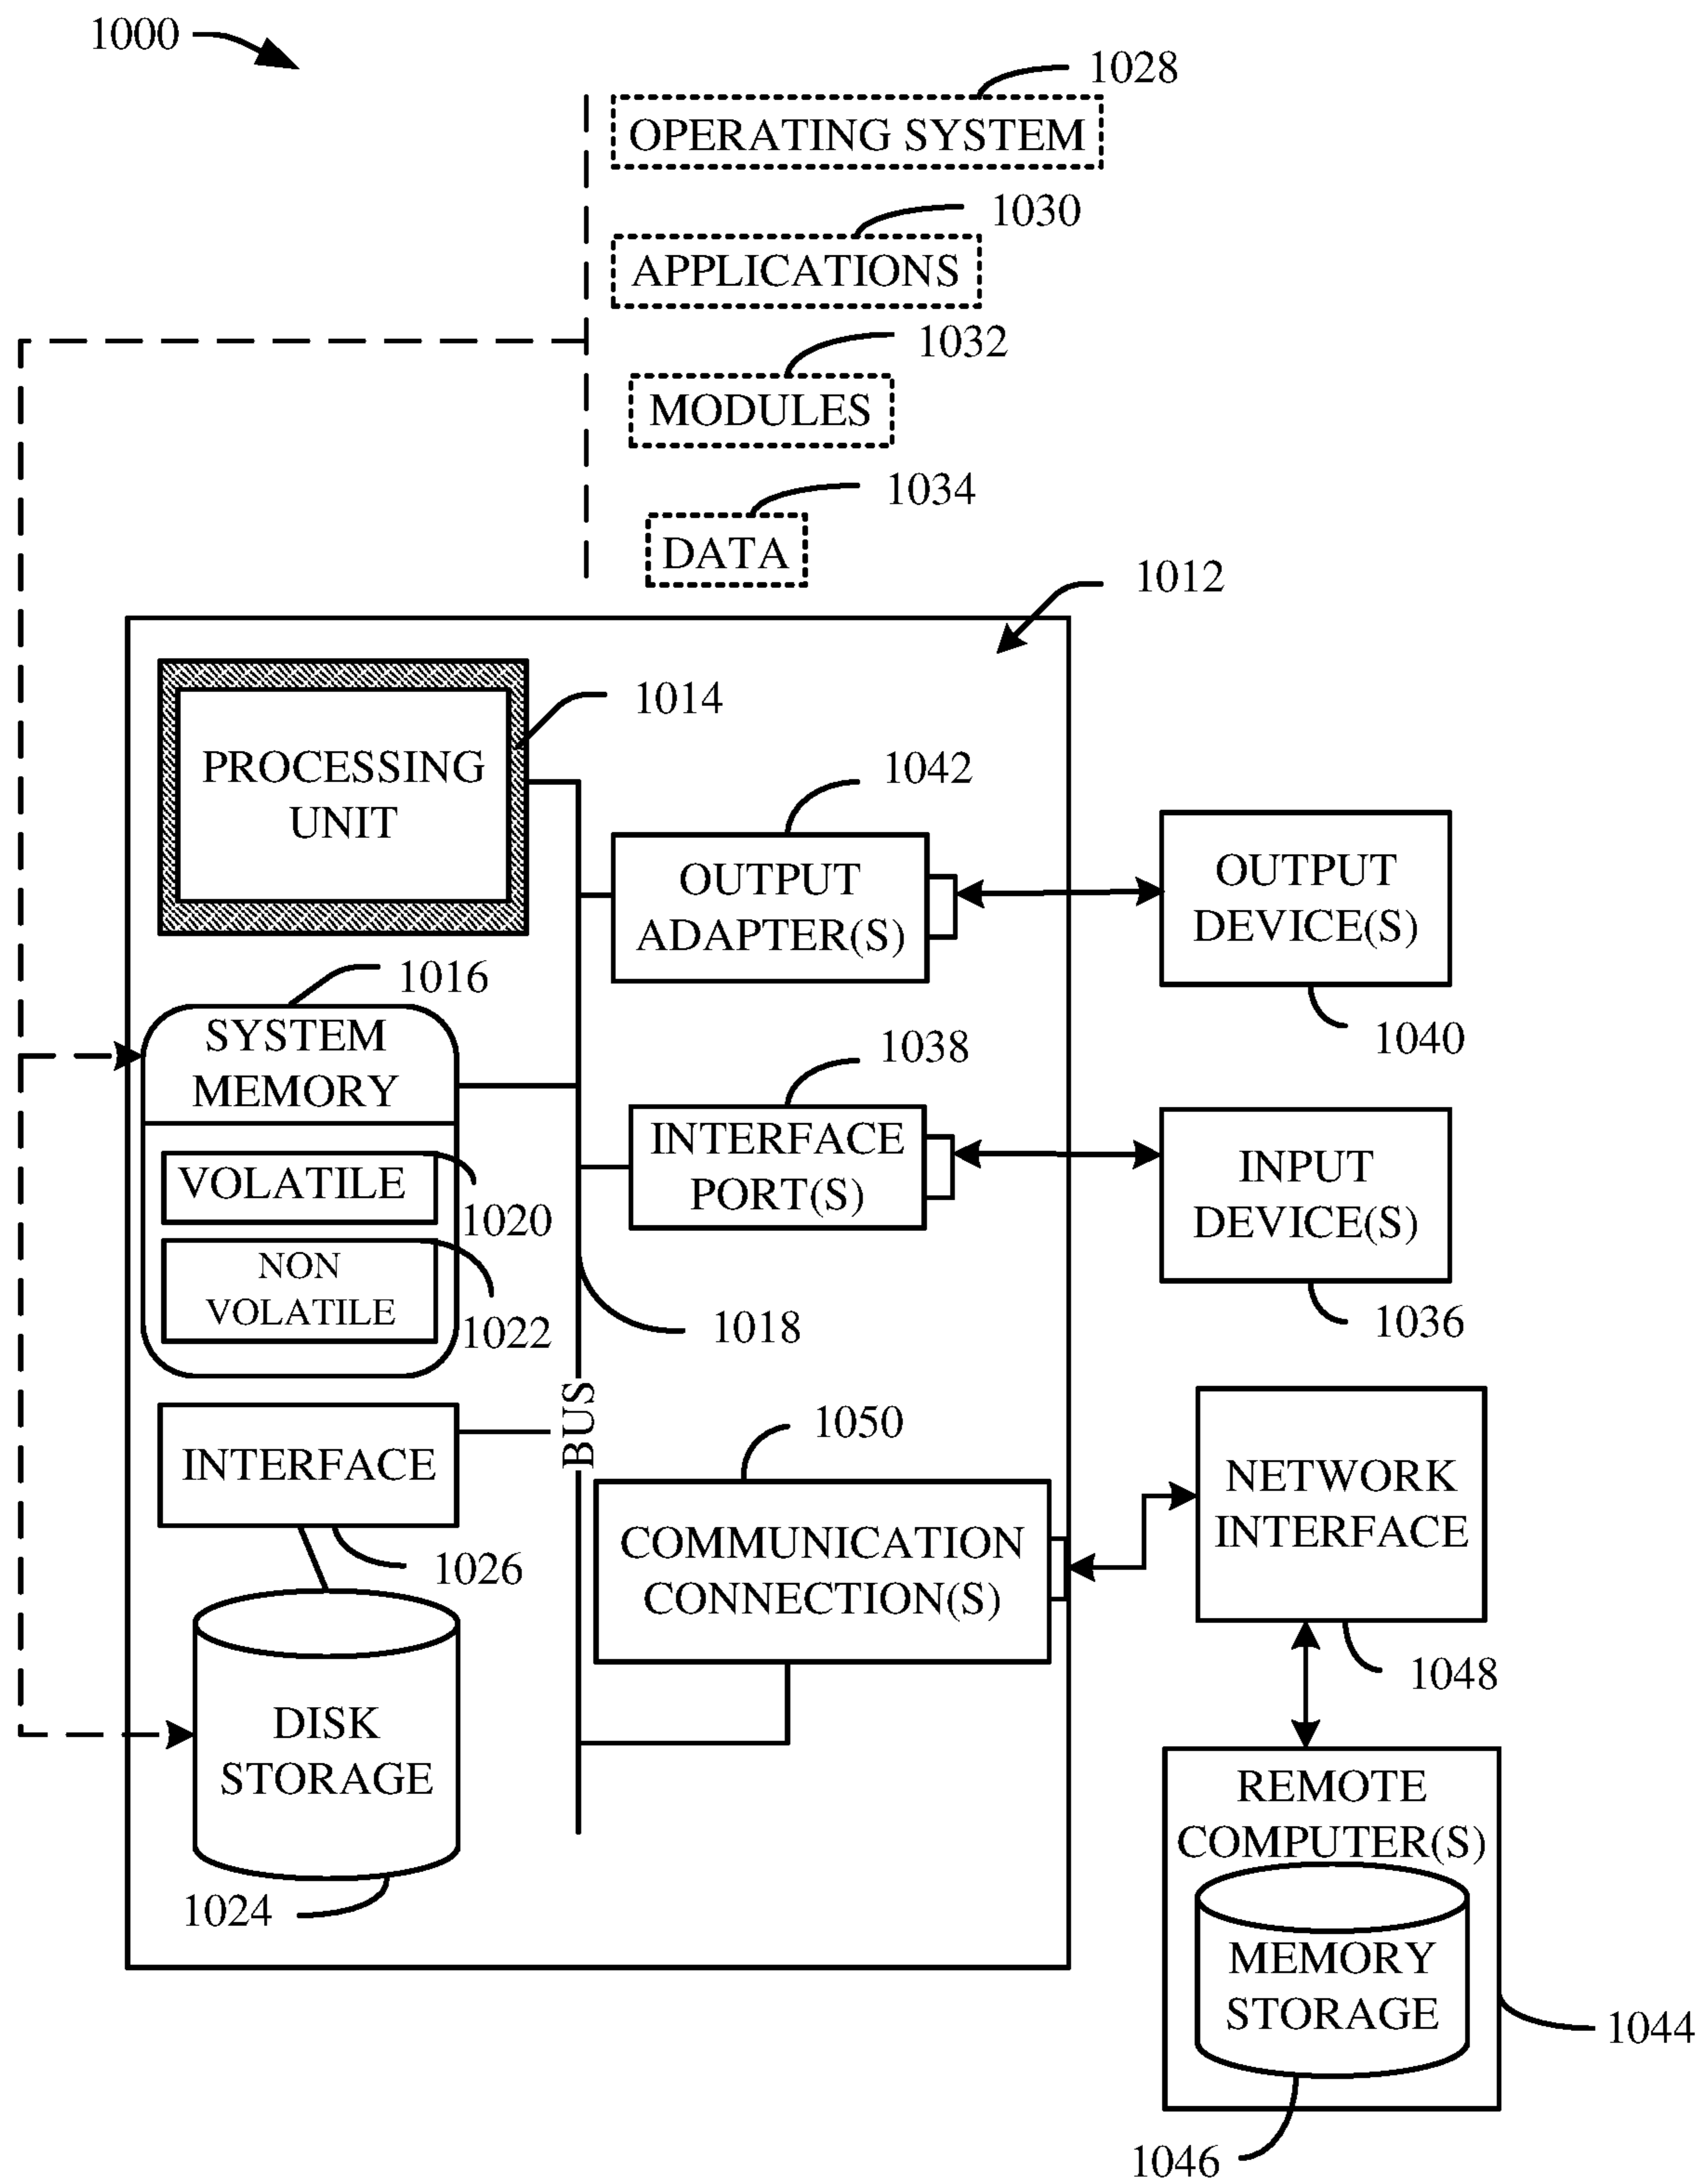 1000
1028
OPERATING SYSTEM
1030
APPLICATIONS
1032
MODULES
1034
DATA
1012
1014
PROCESSING
UNIT
1042
OUTPUT
ADAPTER(S)
OUTPUT
DEVICE(S)
1040
1016
SYSTEM
MEMORY
VOLATILE
1020
NON
VOLATILE
1022
1038
INTERFACE
PORT(S)
INPUT
DEVICE(S)
1036
1018
BUS
INTERFACE
1026
1050
COMMUNICATION
CONNECTION(S)
NETWORK
INTERFACE
1048
DISK
STORAGE
1024
REMOTE
COMPUTER(S)
MEMORY
STORAGE
1044
1046